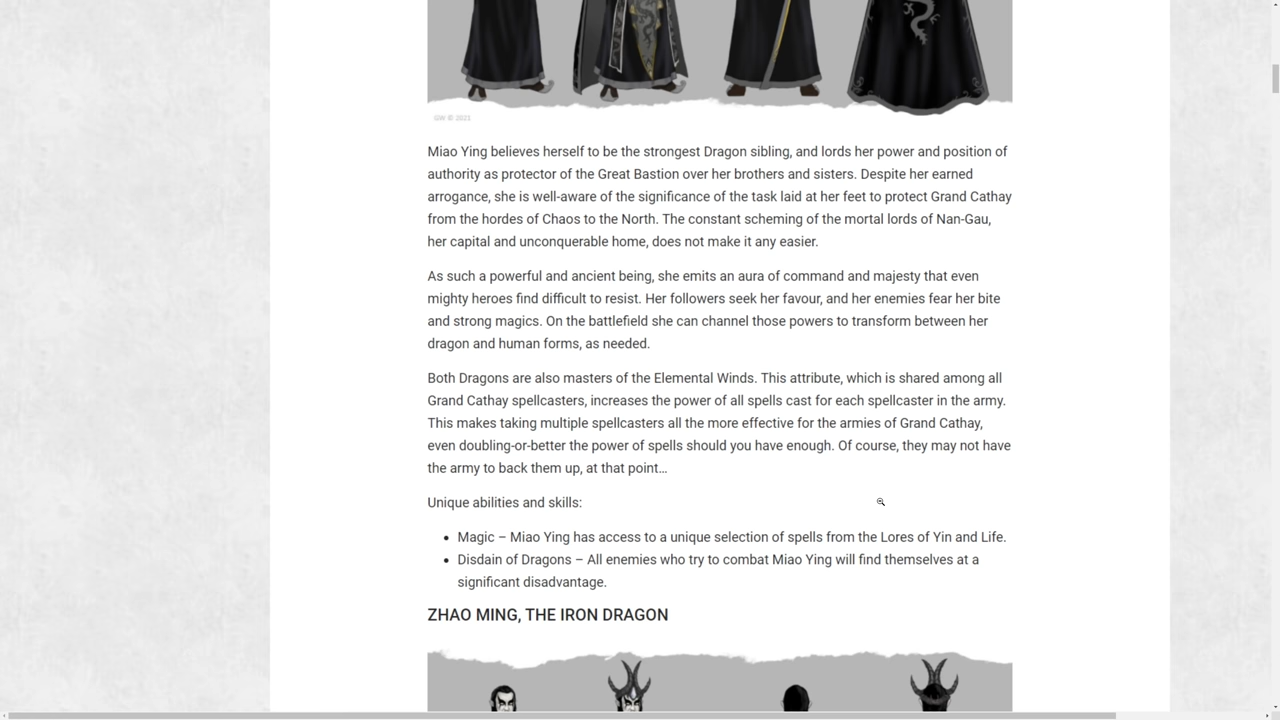 GW © 2021
Miao Ying believes herself to be the strongest Dragon sibling, and lords her power and position of
authority as protector of the Great Bastion over her brothers and sisters. Despite her earned
arrogance, she is well-aware of the significance of the task laid at her feet to protect Grand Cathay
from the hordes of Chaos to the North. The constant scheming of the mortal lords of Nan-Gau,
her capital and unconquerable home, does not make it any easier.
As such a powerful and ancient being, she emits an aura of command and majesty that even
mighty heroes find difficult to resist. Her followers seek her favour, and her enemies fear her bite
and strong magics. On the battlefield she can channel those powers to transform between her
dragon and human forms, as needed.
Both Dragons are also masters of the Elemental Winds. This attribute, which is shared among all
Grand Cathay spellcasters, increases the power of all spells cast for each spellcaster in the army.
This makes taking multiple spellcasters all the more effective for the armies of Grand Cathay,
even doubling-or-better the power of spells should you have enough. Of course, they may not have
the army to back them up, at that point…
Unique abilities and skills:
• Magic – Miao Ying has access to a unique selection of spells from the Lores of Yin and Life.
• Disdain of Dragons – All enemies who try to combat Miao Ying will find themselves at a
significant disadvantage.
ZHAO MING, THE IRON DRAGON